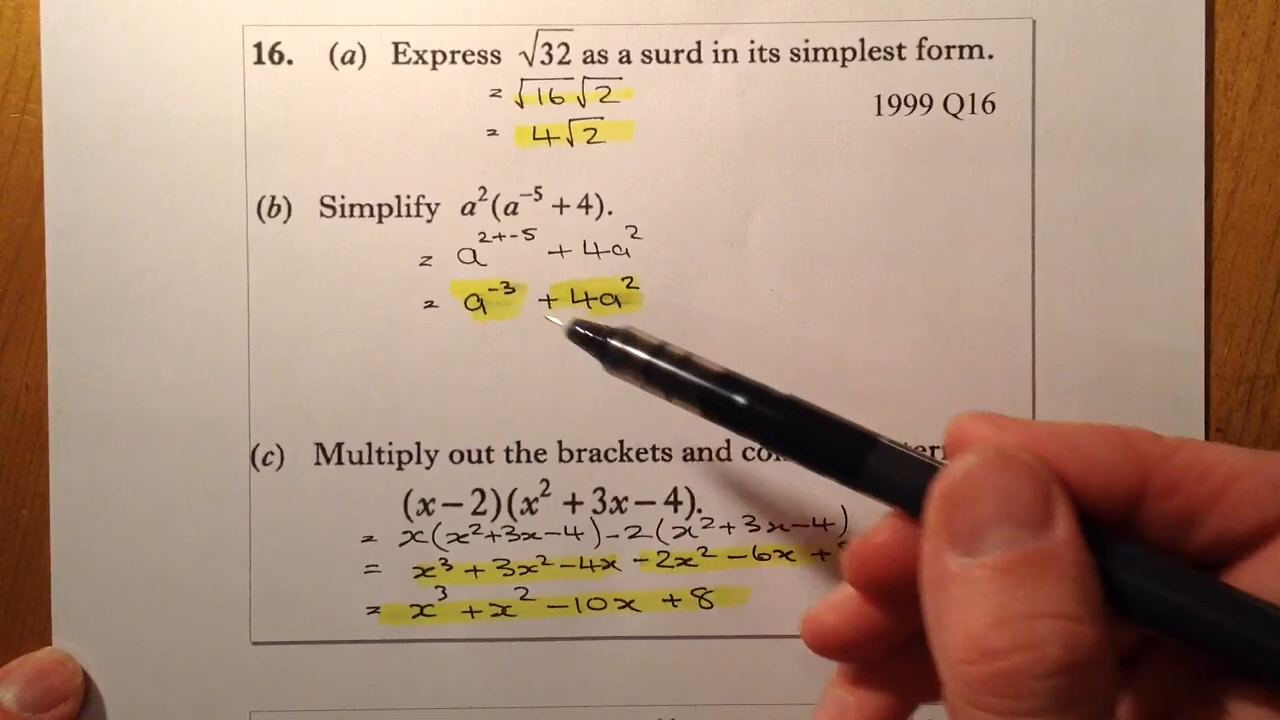 16. (a) Express √32 as a surd in its simplest form.
= √16 √2
1999 Q16
= 4√2
(b) Simplify a²(a⁻⁵ + 4).
= a²⁺⁻⁵ + 4a²
= a⁻³ + 4a²
(c) Multiply out the brackets and
(x − 2)(x² + 3x − 4).
= x(x²+3x−4)−2(x²+3x−4)
= x³ + 3x² − 4x − 2x² − 6x +
= x³ + x² − 10x + 8